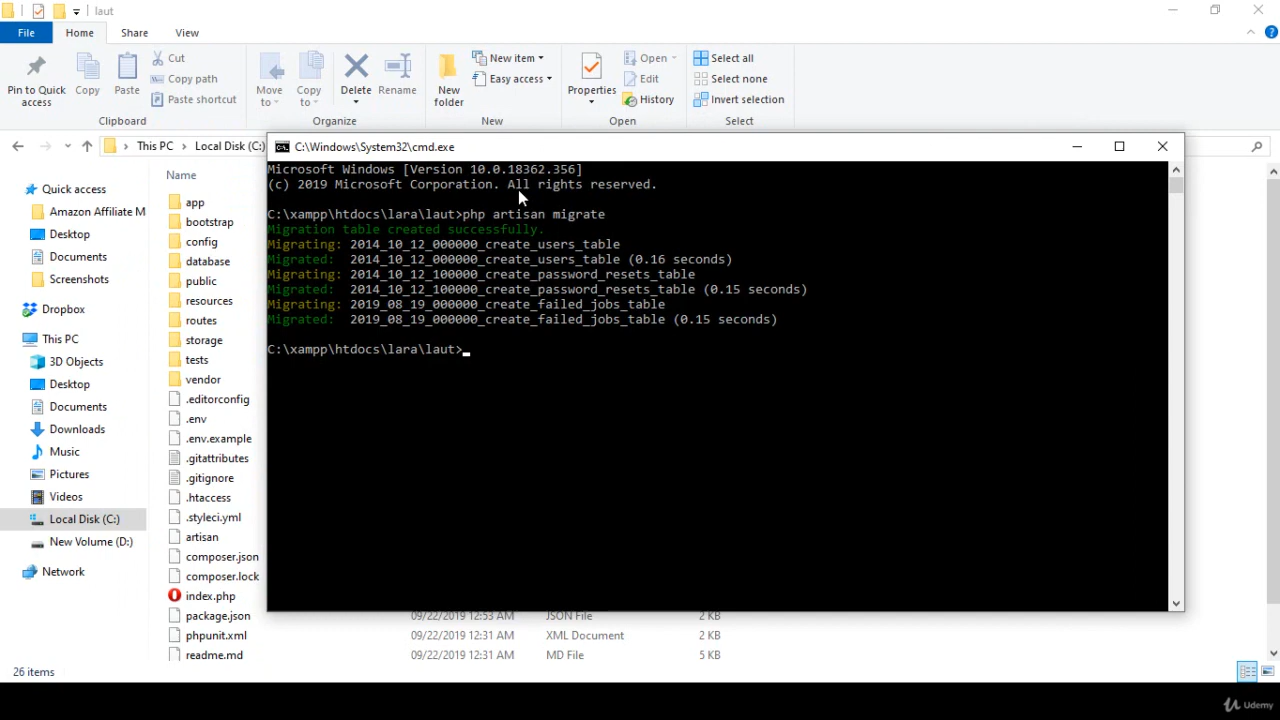 laut
File
Home
Share
View
Pin to Quick access
Copy
Paste
Cut
Copy path
Paste shortcut
Clipboard
Move to
Copy to
Delete
Rename
Organize
New folder
New item
Easy access
New
Properties
Open
Edit
History
Open
Select all
Select none
Invert selection
Select
This PC
Local Disk (C:)
C:\Windows\System32\cmd.exe
Microsoft Windows [Version 10.0.18362.356]
(c) 2019 Microsoft Corporation. All rights reserved.
C:\xampp\htdocs\lara\laut>php artisan migrate
Migration table created successfully.
Migrating: 2014_10_12_000000_create_users_table
Migrated:  2014_10_12_000000_create_users_table (0.16 seconds)
Migrating: 2014_10_12_100000_create_password_resets_table
Migrated:  2014_10_12_100000_create_password_resets_table (0.15 seconds)
Migrating: 2019_08_19_000000_create_failed_jobs_table
Migrated:  2019_08_19_000000_create_failed_jobs_table (0.15 seconds)
C:\xampp\htdocs\lara\laut>
Quick access
Amazon Affiliate M
Desktop
Documents
Screenshots
Dropbox
This PC
3D Objects
Desktop
Documents
Downloads
Music
Pictures
Videos
Local Disk (C:)
New Volume (D:)
Network
Name
app
bootstrap
config
database
public
resources
routes
storage
tests
vendor
.editorconfig
.env
.env.example
.gitattributes
.gitignore
.htaccess
.styleci.yml
artisan
composer.json
composer.lock
index.php
package.json 09/22/2019 12:53 AM JSON File 2 KB
phpunit.xml 09/22/2019 12:31 AM XML Document 2 KB
readme.md 09/22/2019 12:31 AM MD File 5 KB
26 items
Udemy